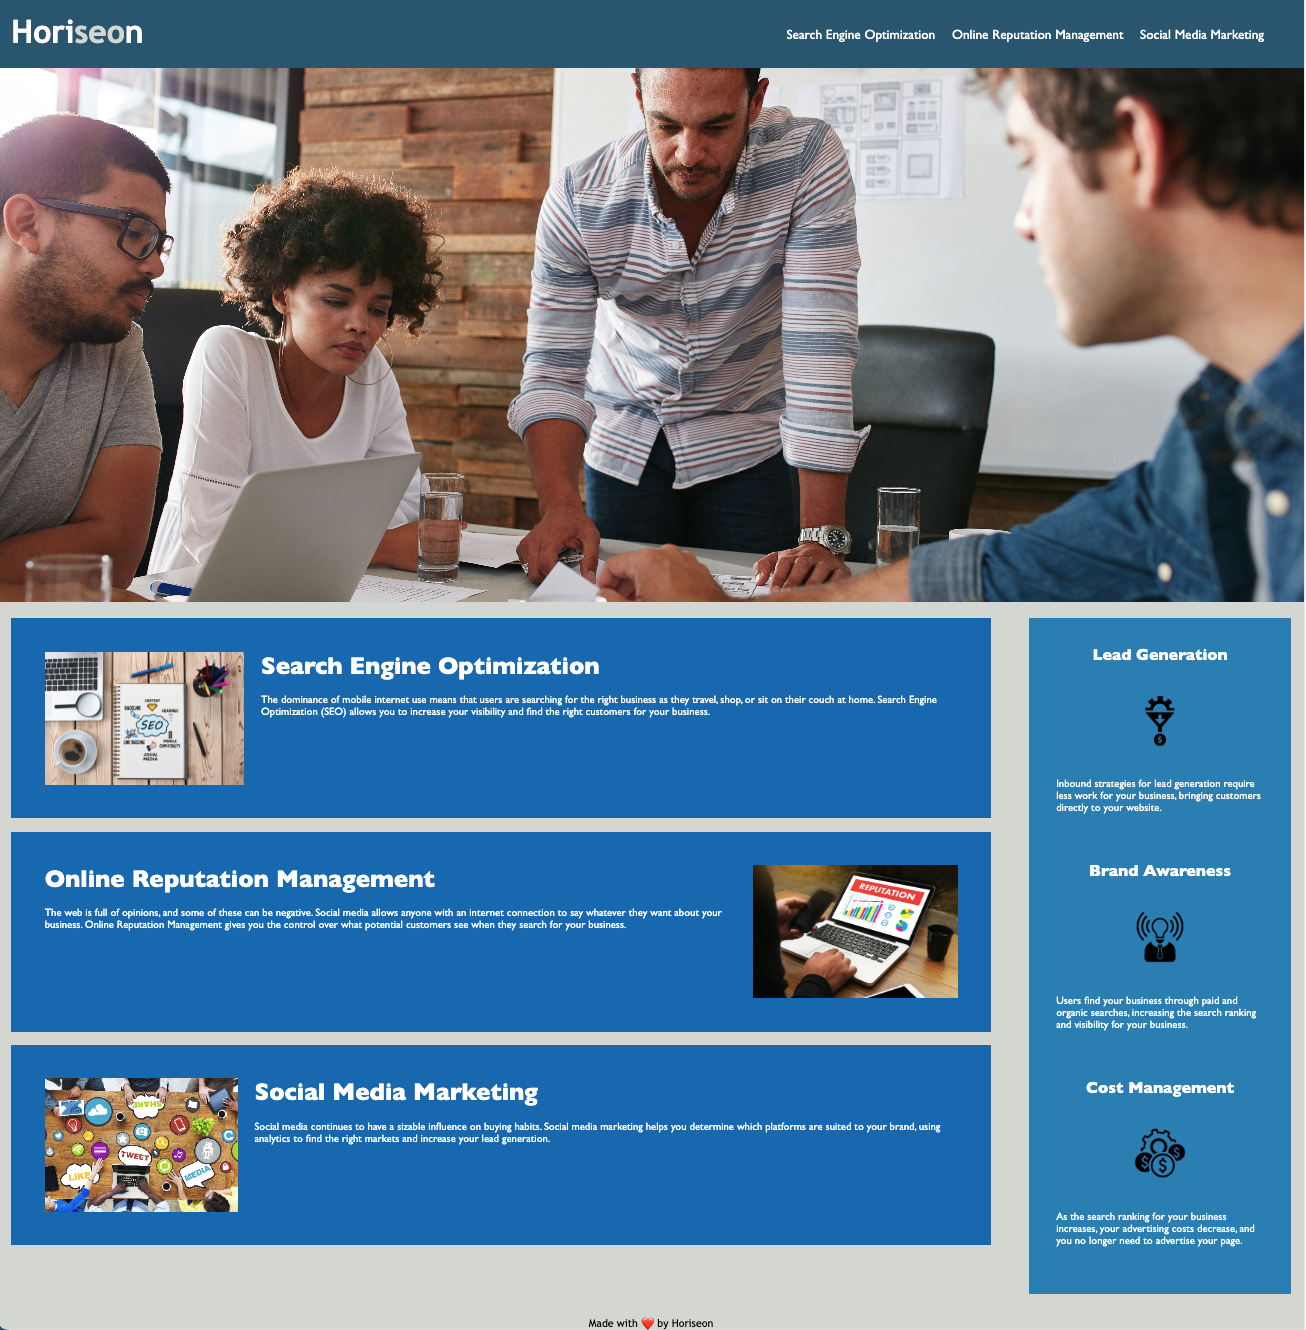 Horiseon
Search Engine Optimization Online Reputation Management Social Media Marketing
Search Engine Optimization
The dominance of mobile internet use means that users are searching for the right business as they travel, shop, or sit on their couch at home. Search Engine
Optimization (SEO) allows you to increase your visibility and find the right customers for your business.
CONTENT
BACKLINK
SEO
LINK BUILDING
SOCIAL
MEDIA
Online Reputation Management
The web is full of opinions, and some of these can be negative. Social media allows anyone with an internet connection to say whatever they want about your
business. Online Reputation Management gives you the control over what potential customers see when they search for your business.
REPUTATION
Social Media Marketing
Social media continues to have a sizable influence on buying habits. Social media marketing helps you determine which platforms are suited to your brand, using
analytics to find the right markets and increase your lead generation.
SHARE
TWEET
LIKE
MEDIA
Lead Generation
Inbound strategies for lead generation require
less work for your business, bringing customers
directly to your website.
Brand Awareness
Users find your business through paid and
organic searches, increasing the search ranking
and visibility for your business.
Cost Management
As the search ranking for your business
increases, your advertising costs decrease, and
you no longer need to advertise your page.
Made with ❤️ by Horiseon